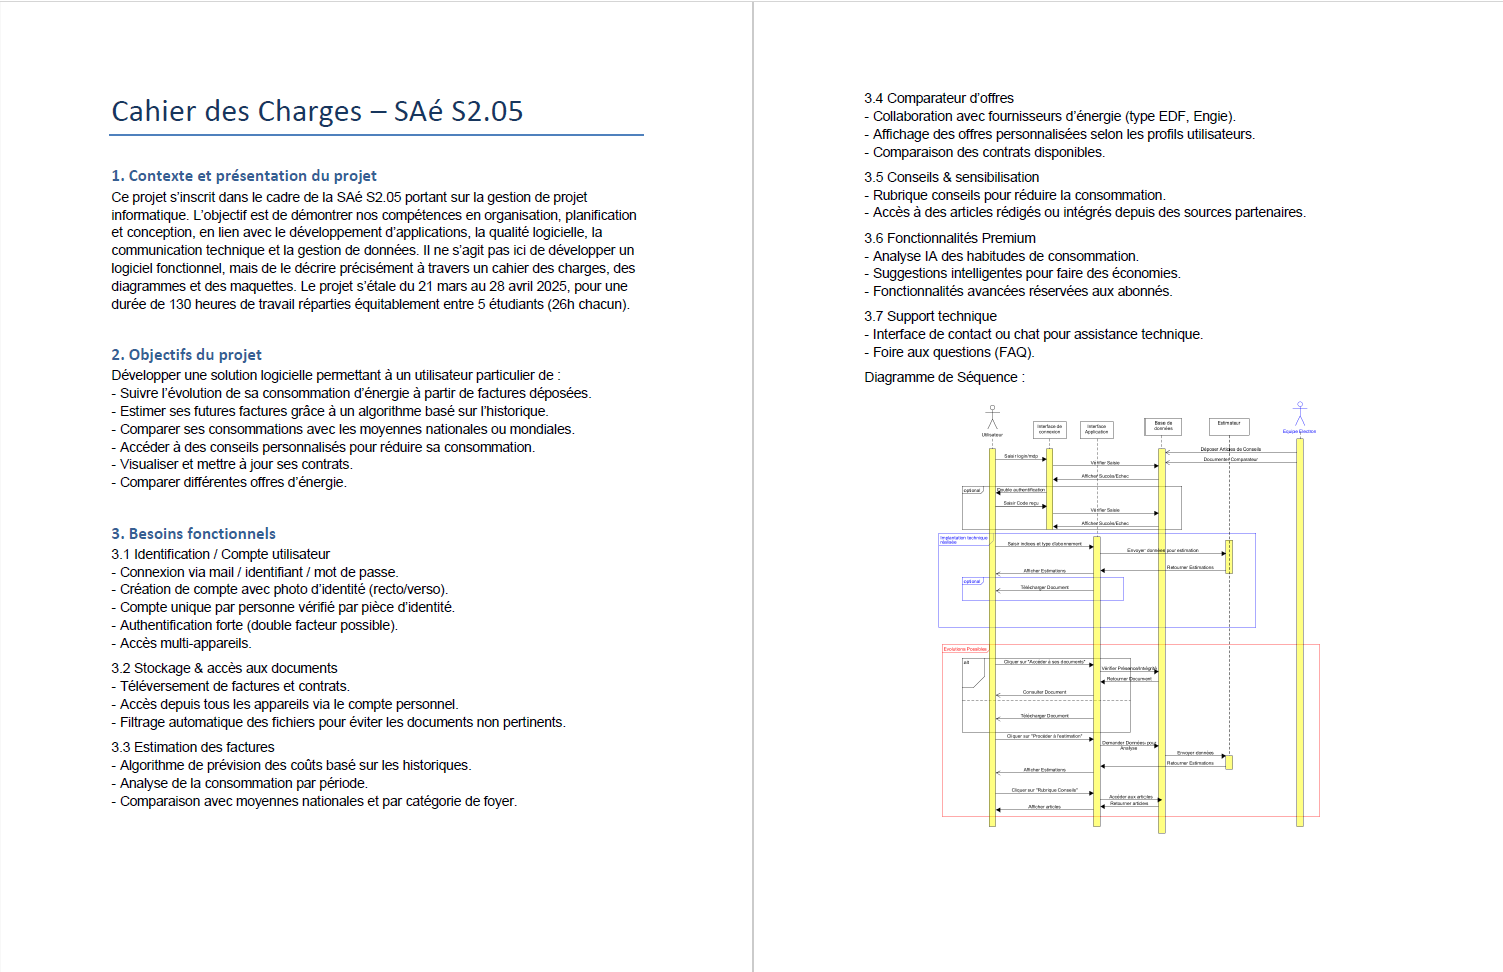 Cahier des Charges – SAé S2.05
1. Contexte et présentation du projet
Ce projet s’inscrit dans le cadre de la SAé S2.05 portant sur la gestion de projet
informatique. L’objectif est de démontrer nos compétences en organisation, planification
et conception, en lien avec le développement d’applications, la qualité logicielle, la
communication technique et la gestion de données. Il ne s’agit pas ici de développer un
logiciel fonctionnel, mais de le décrire précisément à travers un cahier des charges, des
diagrammes et des maquettes. Le projet s’étale du 21 mars au 28 avril 2025, pour une
durée de 130 heures de travail réparties équitablement entre 5 étudiants (26h chacun).
2. Objectifs du projet
Développer une solution logicielle permettant à un utilisateur particulier de :
- Suivre l’évolution de sa consommation d’énergie à partir de factures déposées.
- Estimer ses futures factures grâce à un algorithme basé sur l’historique.
- Comparer ses consommations avec les moyennes nationales ou mondiales.
- Accéder à des conseils personnalisés pour réduire sa consommation.
- Visualiser et mettre à jour ses contrats.
- Comparer différentes offres d’énergie.
3. Besoins fonctionnels
3.1 Identification / Compte utilisateur
- Connexion via mail / identifiant / mot de passe.
- Création de compte avec photo d’identité (recto/verso).
- Compte unique par personne vérifié par pièce d’identité.
- Authentification forte (double facteur possible).
- Accès multi-appareils.
3.2 Stockage & accès aux documents
- Téléversement de factures et contrats.
- Accès depuis tous les appareils via le compte personnel.
- Filtrage automatique des fichiers pour éviter les documents non pertinents.
3.3 Estimation des factures
- Algorithme de prévision des coûts basé sur les historiques.
- Analyse de la consommation par période.
- Comparaison avec moyennes nationales et par catégorie de foyer.
3.4 Comparateur d’offres
- Collaboration avec fournisseurs d’énergie (type EDF, Engie).
- Affichage des offres personnalisées selon les profils utilisateurs.
- Comparaison des contrats disponibles.
3.5 Conseils & sensibilisation
- Rubrique conseils pour réduire la consommation.
- Accès à des articles rédigés ou intégrés depuis des sources partenaires.
3.6 Fonctionnalités Premium
- Analyse IA des habitudes de consommation.
- Suggestions intelligentes pour faire des économies.
- Fonctionnalités avancées réservées aux abonnés.
3.7 Support technique
- Interface de contact ou chat pour assistance technique.
- Foire aux questions (FAQ).
Diagramme de Séquence :
Utilisateur
Interface de
connexion
Interface
Application
Base de
données
Estimateur
Equipe Electron
Déposer Articles de Conseils
Saisir login/mdp
Documenter Comparateur
Vérifier Saisie
Afficher Succès/Echec
optional
Double authentification
Saisir Code reçu
Vérifier Saisie
Afficher Succès/Echec
Implantation technique
réalisée
Saisir indexes et type d'abonnement
Envoyer données pour estimation
Retourner Estimations
Afficher Estimations
optional
Télécharger Document
Evolutions Possibles
alt
Cliquer sur "Accéder a ses documents"
Vérifier Présence/Intégrité
Retourner Document
Consulter Document
Télécharger Document
Cliquer sur "Procéder à l'estimation"
Demander Données pour
Analyse
Envoyer données
Retourner Estimations
Afficher Estimations
Cliquer sur "Rubrique Conseils"
Accéder aux articles
Retourner articles
Afficher articles